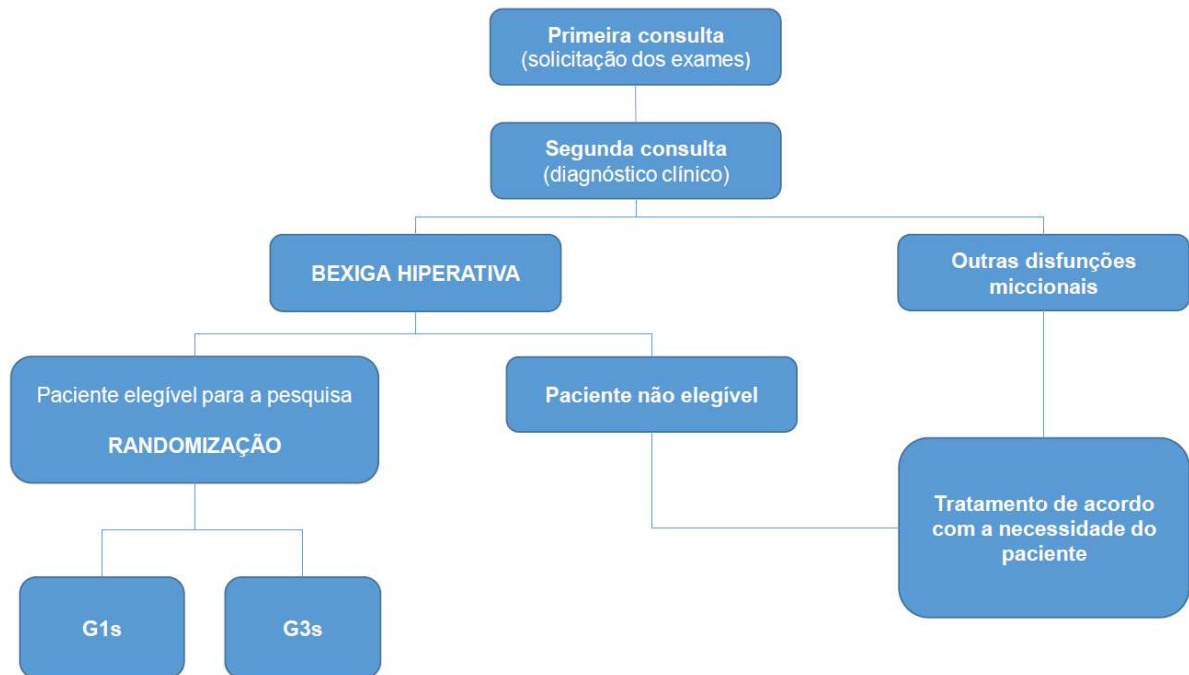 Primeira consulta
(solicitação dos exames)
Segunda consulta
(diagnóstico clínico)
BEXIGA HIPERATIVA
Outras disfunções
miccionais
Paciente elegível para a pesquisa
RANDOMIZAÇÃO
Paciente não elegível
Tratamento de acordo
com a necessidade do
paciente
G1s
G3s